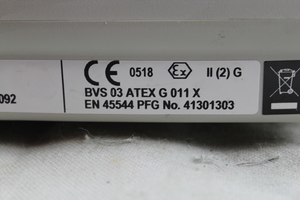 CE 0518 Ex II (2) G
BVS 03 ATEX G 011 X
092
EN 45544 PFG No. 41301303